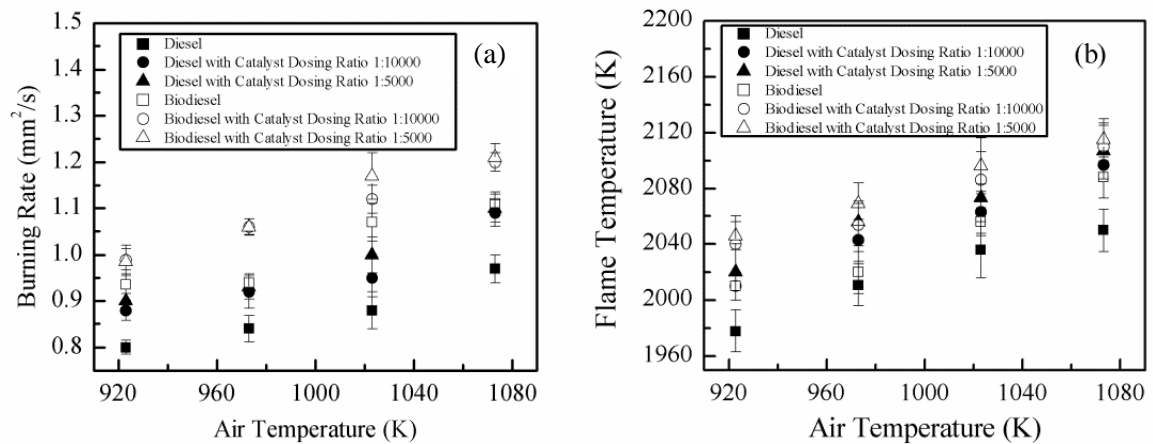 1.5
1.4
1.3
1.2
1.1
1.0
0.9
0.8
Burning Rate (mm²/s)
Diesel
Diesel with Catalyst Dosing Ratio 1:10000
Diesel with Catalyst Dosing Ratio 1:5000
Biodiesel
Biodiesel with Catalyst Dosing Ratio 1:10000
Biodiesel with Catalyst Dosing Ratio 1:5000
(a)
920 960 1000 1040 1080
Air Temperature (K)
2200
2160
2120
2080
2040
2000
1960
Flame Temperature (K)
Diesel
Diesel with Catalyst Dosing Ratio 1:10000
Diesel with Catalyst Dosing Ratio 1:5000
Biodiesel
Biodiesel with Catalyst Dosing Ratio 1:10000
Biodiesel with Catalyst Dosing Ratio 1:5000
(b)
920 960 1000 1040 1080
Air Temperature (K)